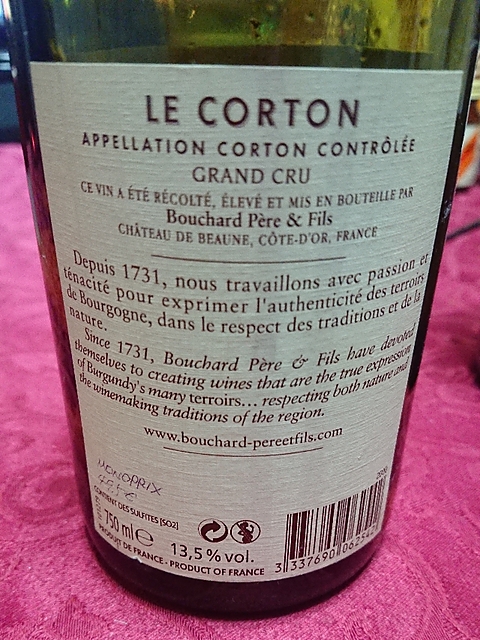 LE CORTON
APPELLATION CORTON CONTRÔLÉE
GRAND CRU
CE VIN A ÉTÉ RÉCOLTÉ, ÉLEVÉ ET MIS EN BOUTEILLE PAR
Bouchard Père & Fils
CHÂTEAU DE BEAUNE, CÔTE-D'OR, FRANCE
Depuis 1731, nous travaillons avec passion et
ténacité pour exprimer l'authenticité des terroirs
de Bourgogne, dans le respect des traditions et de la
nature.
Since 1731, Bouchard Père & Fils have devoted
themselves to creating wines that are the true expression
of Burgundy's many terroirs... respecting both nature and
the winemaking traditions of the region.
www.bouchard-pereetfils.com
MONOPRIX
CONTIENT DES SULFITES [SO2]
750 ml e
13,5 % vol.
PRODUIT DE FRANCE - PRODUCT OF FRANCE
3 337690 062542